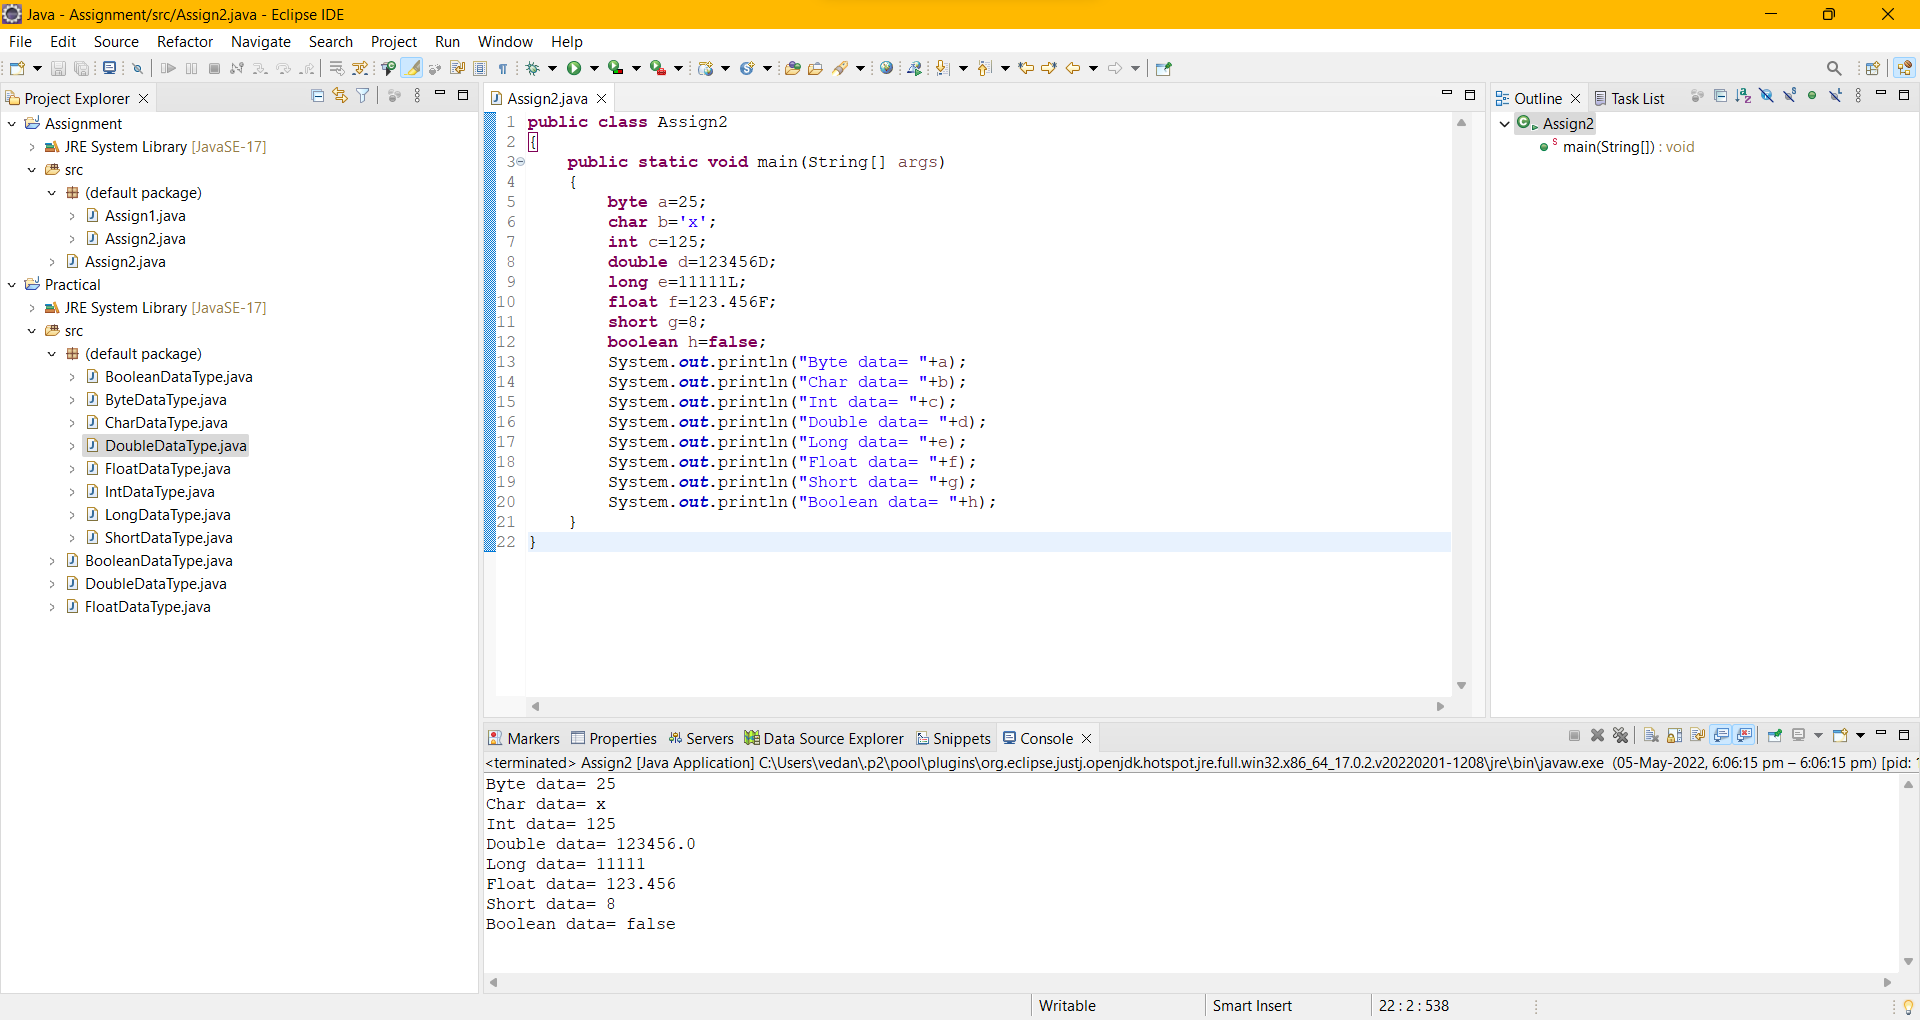 Java - Assignment/src/Assign2.java - Eclipse IDE
File Edit Source Refactor Navigate Search Project Run Window Help
Project Explorer
Assignment
JRE System Library [JavaSE-17]
src
(default package)
Assign1.java
Assign2.java
Assign2.java
Practical
JRE System Library [JavaSE-17]
src
(default package)
BooleanDataType.java
ByteDataType.java
CharDataType.java
DoubleDataType.java
FloatDataType.java
IntDataType.java
LongDataType.java
ShortDataType.java
BooleanDataType.java
DoubleDataType.java
FloatDataType.java
Assign2.java
1 public class Assign2
2 {
3     public static void main(String[] args)
4     {
5         byte a=25;
6         char b='x';
7         int c=125;
8         double d=123456D;
9         long e=11111L;
10         float f=123.456F;
11         short g=8;
12         boolean h=false;
13         System.out.println("Byte data= "+a);
14         System.out.println("Char data= "+b);
15         System.out.println("Int data= "+c);
16         System.out.println("Double data= "+d);
17         System.out.println("Long data= "+e);
18         System.out.println("Float data= "+f);
19         System.out.println("Short data= "+g);
20         System.out.println("Boolean data= "+h);
21     }
22 }
Outline Task List
Assign2
main(String[]) : void
Markers Properties Servers Data Source Explorer Snippets Console
<terminated> Assign2 [Java Application] C:\Users\vedan\.p2\pool\plugins\org.eclipse.justj.openjdk.hotspot.jre.full.win32.x86_64_17.0.2.v20220201-1208\jre\bin\javaw.exe (05-May-2022, 6:06:15 pm – 6:06:15 pm) [pid:
Byte data= 25
Char data= x
Int data= 125
Double data= 123456.0
Long data= 11111
Float data= 123.456
Short data= 8
Boolean data= false
Writable Smart Insert 22 : 2 : 538